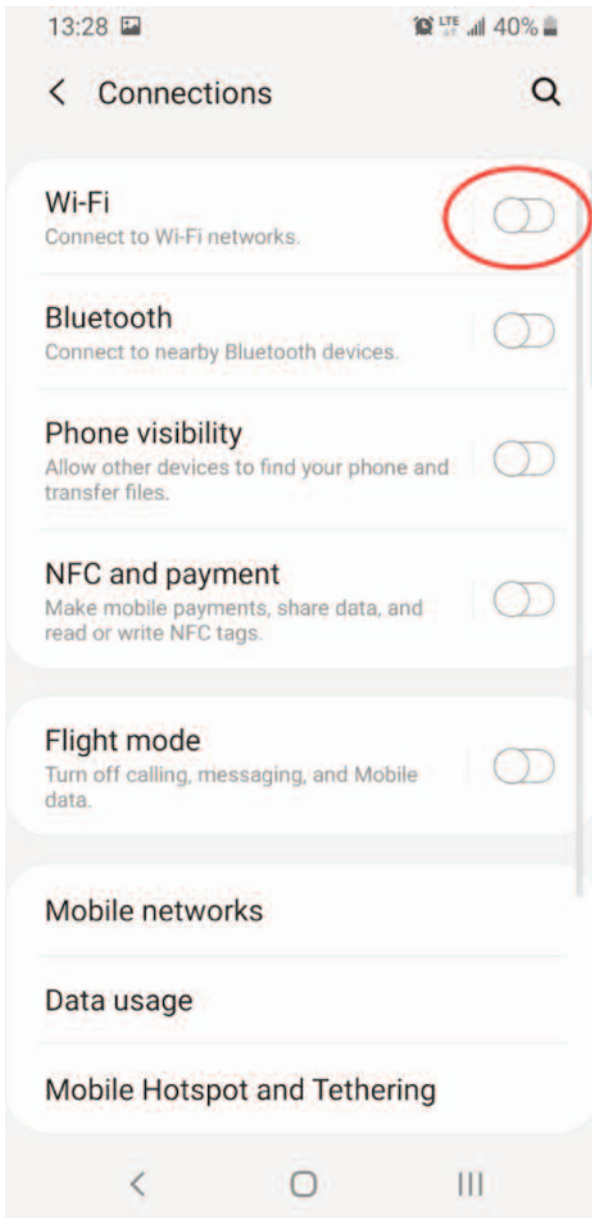 13:28 LTE 40%
Connections
Wi-Fi
Connect to Wi-Fi networks.
Bluetooth
Connect to nearby Bluetooth devices.
Phone visibility
Allow other devices to find your phone and
transfer files.
NFC and payment
Make mobile payments, share data, and
read or write NFC tags.
Flight mode
Turn off calling, messaging, and Mobile
data.
Mobile networks
Data usage
Mobile Hotspot and Tethering